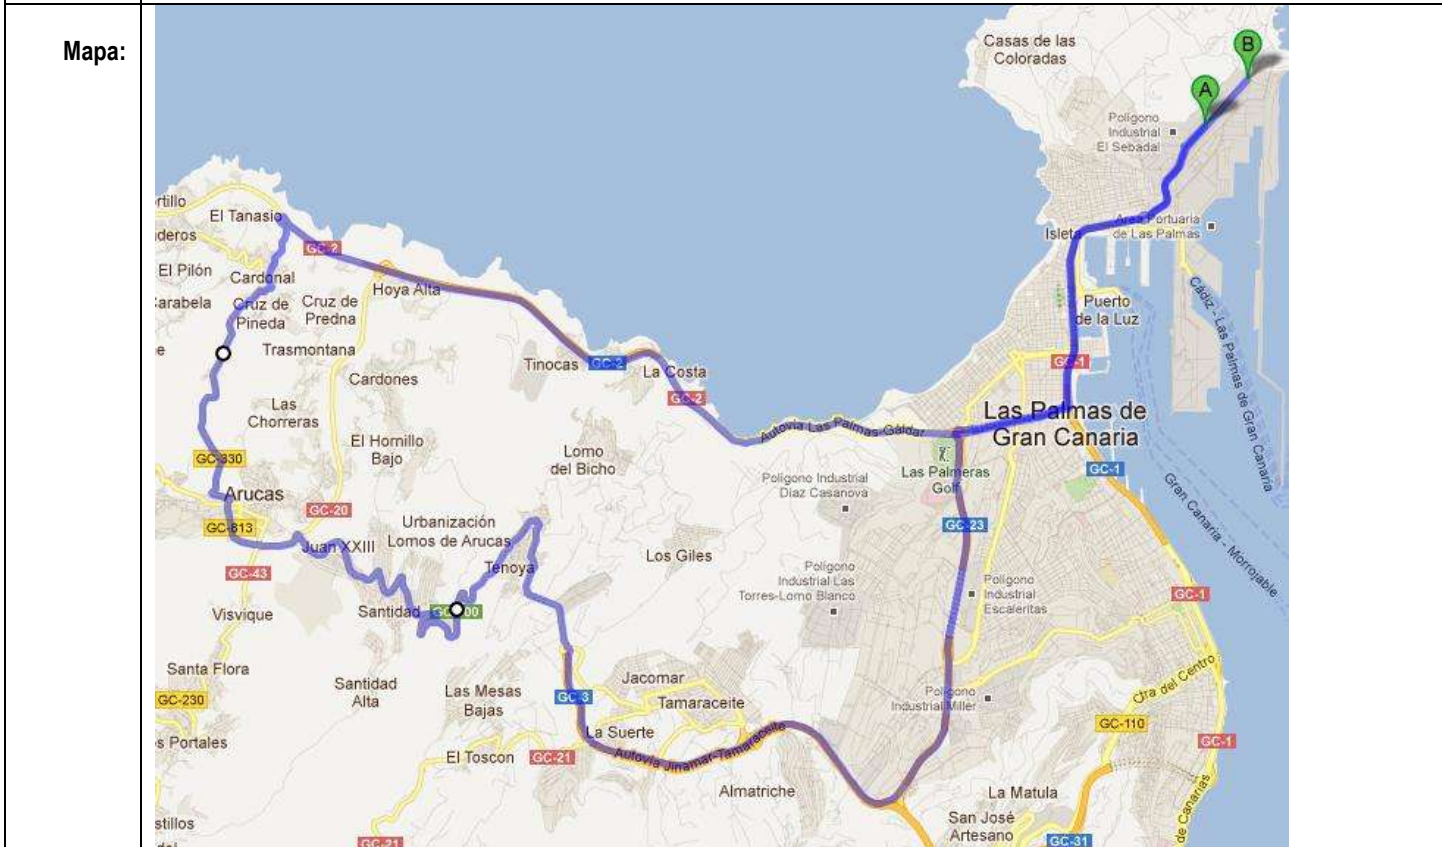 Mapa:
Casas de las
Coloradas
B
A
Polígono
Industrial
El Sebadal
El Tanasio
GC-2
Isleta
Area Portuaria
de Las Palmas
El Pilón
Cardonal
Hoya Alta
Cruz de
Pineda
Cruz de
Predna
Puerto
de la Luz
Cádiz - Las Palmas de Gran Canaria
Trasmontana
Tinocas
GC-2
La Costa
GC-1
Cardones
GC-2
Las
Chorreras
Las Palmas de
Gran Canaria
Autovía Las Palmas-Gáldar
El Hornillo
Bajo
Lomo
del Bicho
GC-330
Polígono Industrial
Díaz Casanova
Las Palmeras
Golf
GC-1
Arucas
GC-20
GC-813
Urbanización
Lomos de Arucas
GC-23
Gran Canaria - Morrojable
Juan XXIII
Los Giles
Tenoya
GC-43
Polígono
Industrial Las
Torres-Lomo Blanco
Polígono
Industrial
Escaleritas
GC-1
Visvique
Santidad
Santa Flora
Jacomar
Ctra del Centro
Santidad
Alta
Las Mesas
Bajas
GC-3
Tamaraceite
Polígono
Industrial Miller
GC-230
GC-110
La Suerte
GC-1
Autovía Jinamar-Tamaraceite
El Toscon
GC-21
Almatriche
La Matula
San José
Artesano
GC-31
GC-21
de Canarias